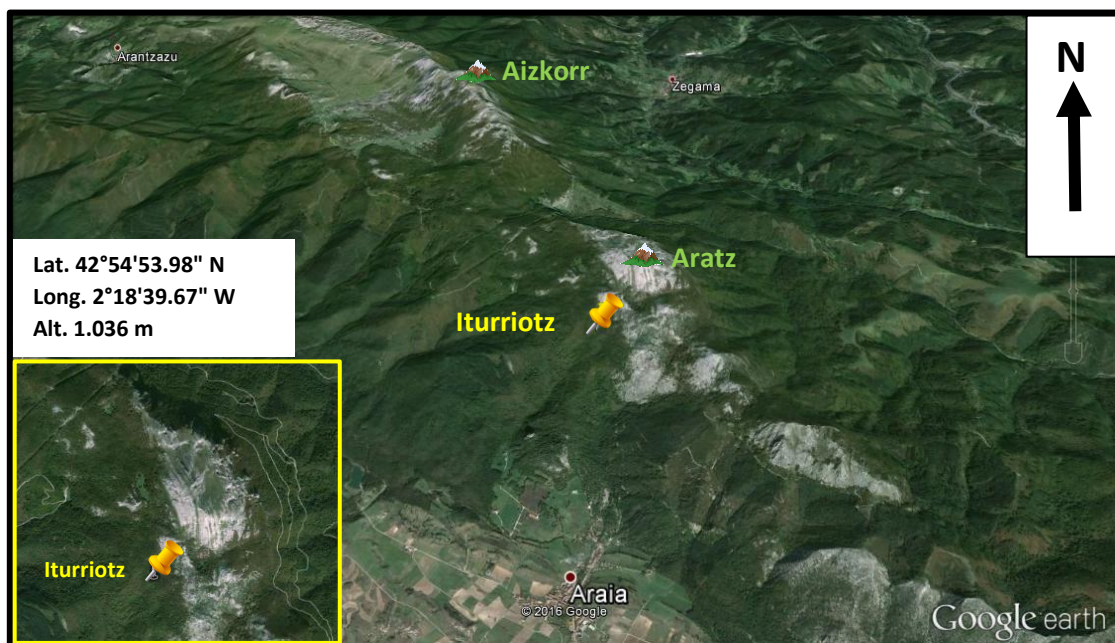 Arantzazu
Aizkorr
Zegama
N
Lat. 42°54'53.98" N
Long. 2°18'39.67" W
Alt. 1.036 m
Aratz
Iturriotz
Iturriotz
Araia
© 2016 Google
Google earth